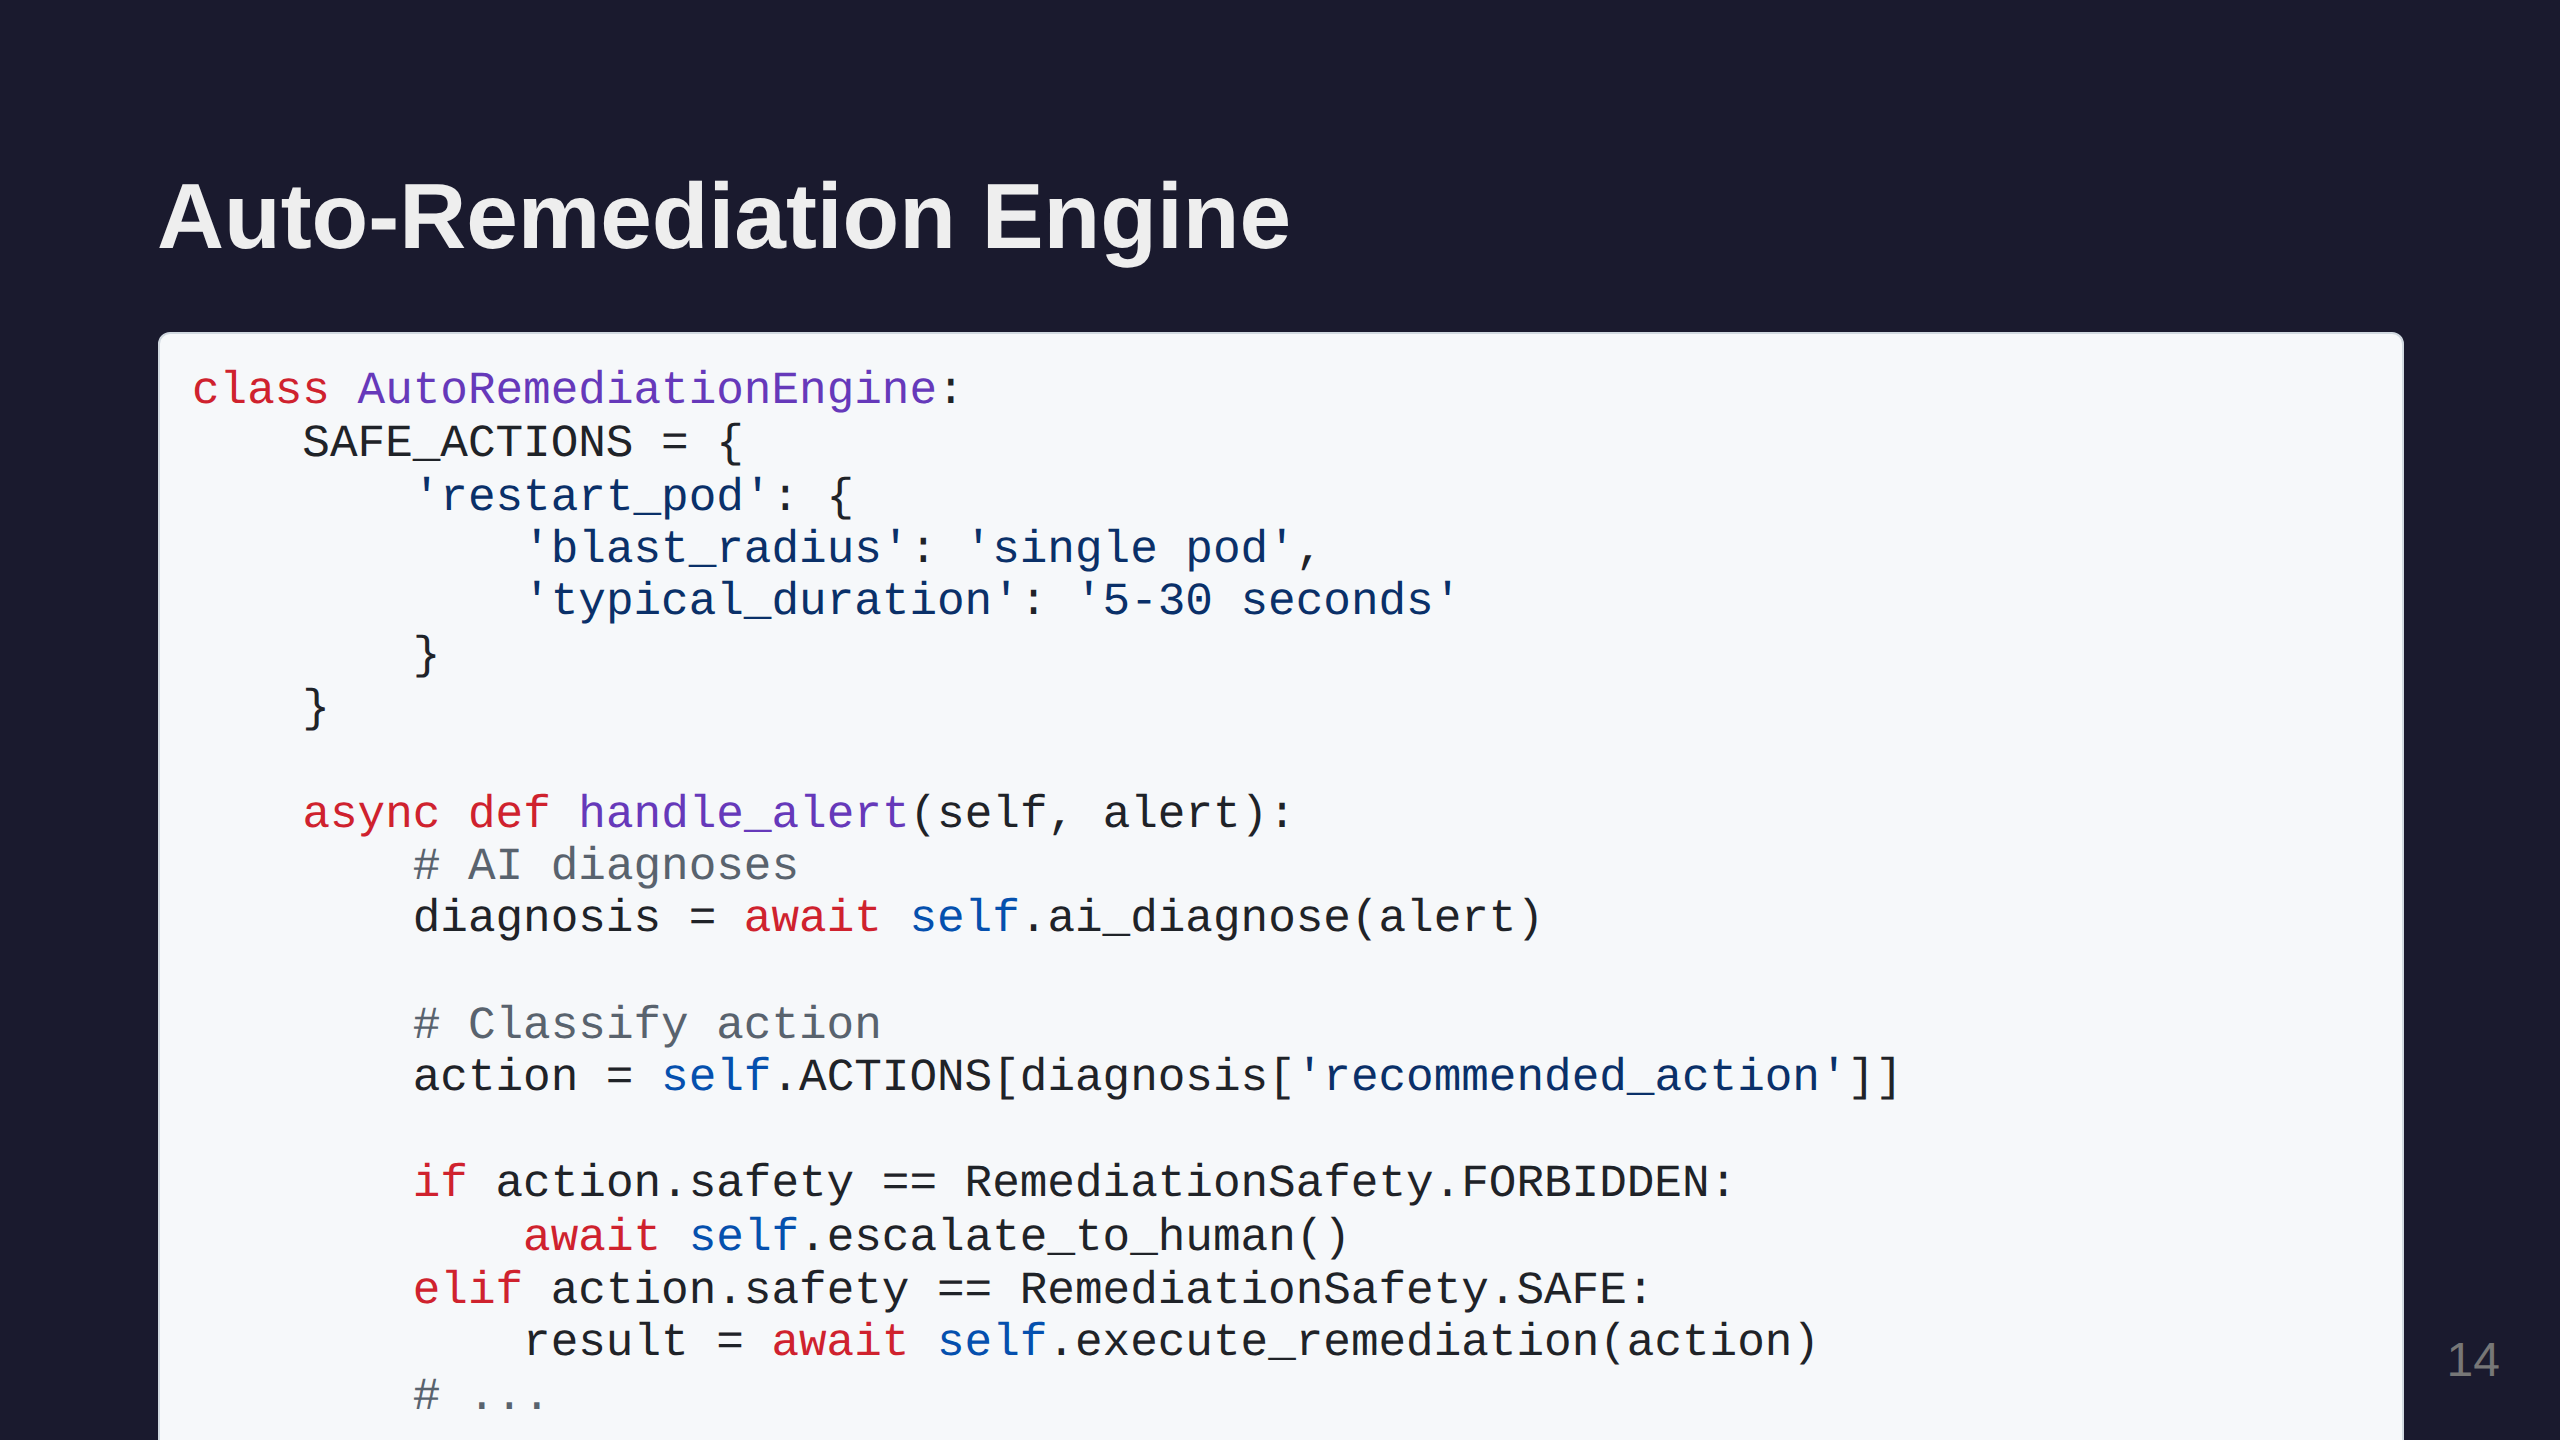 Auto-Remediation Engine
class AutoRemediationEngine:
    SAFE_ACTIONS = {
        'restart_pod': {
            'blast_radius': 'single pod',
            'typical_duration': '5-30 seconds'
        }
    }

    async def handle_alert(self, alert):
        # AI diagnoses
        diagnosis = await self.ai_diagnose(alert)

        # Classify action
        action = self.ACTIONS[diagnosis['recommended_action']]

        if action.safety == RemediationSafety.FORBIDDEN:
            await self.escalate_to_human()
        elif action.safety == RemediationSafety.SAFE:
            result = await self.execute_remediation(action)
        # ...
14